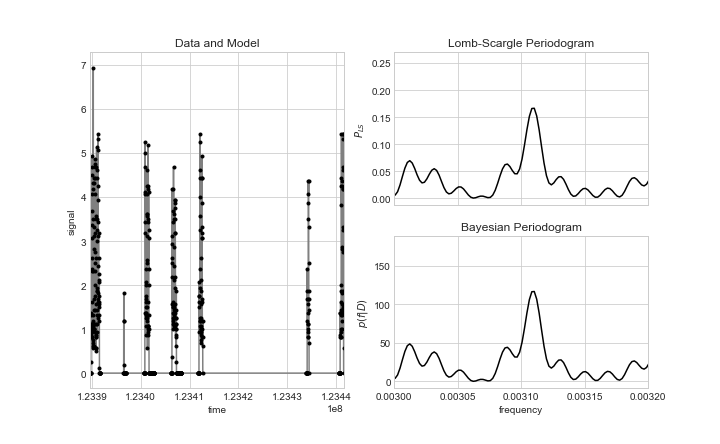 Data and Model
7
6
5
4
3
2
1
0
signal
1.2339 1.2340 1.2341 1.2342 1.2343 1.2344
time
1e8
Lomb-Scargle Periodogram
0.25
0.20
0.15
0.10
0.05
0.00
P_LS
Bayesian Periodogram
150
100
50
0
p(f|D)
0.00300 0.00305 0.00310 0.00315 0.00320
frequency